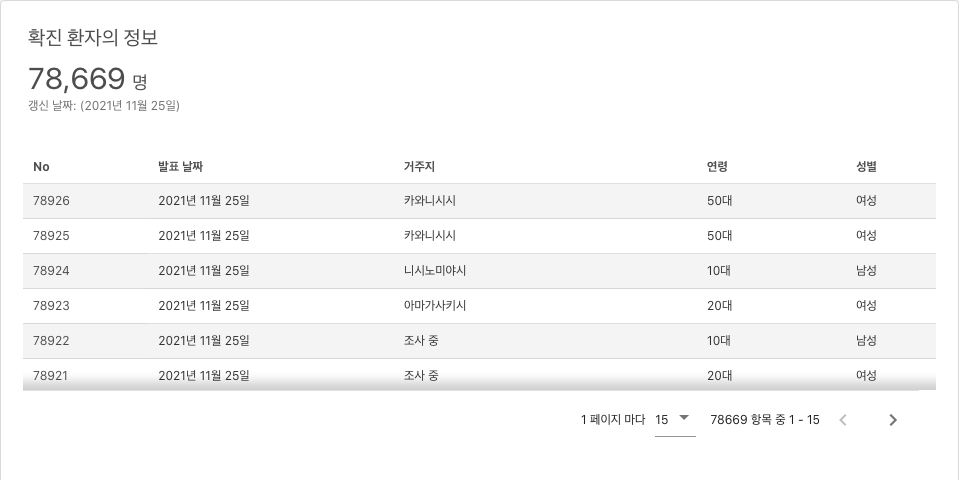 확진 환자의 정보
78,669 명
갱신 날짜: (2021년 11월 25일)
No 발표 날짜 거주지 연령 성별
78926 2021년 11월 25일 카와니시시 50대 여성
78925 2021년 11월 25일 카와니시시 50대 여성
78924 2021년 11월 25일 니시노미야시 10대 남성
78923 2021년 11월 25일 아마가사키시 20대 여성
78922 2021년 11월 25일 조사 중 10대 남성
78921 2021년 11월 25일 조사 중 20대 여성
1 페이지 마다 15 78669 항목 중 1 - 15